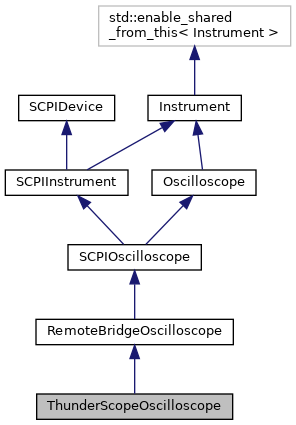 std::enable_shared
_from_this< Instrument >
SCPIDevice
Instrument
SCPIInstrument
Oscilloscope
SCPIOscilloscope
RemoteBridgeOscilloscope
ThunderScopeOscilloscope